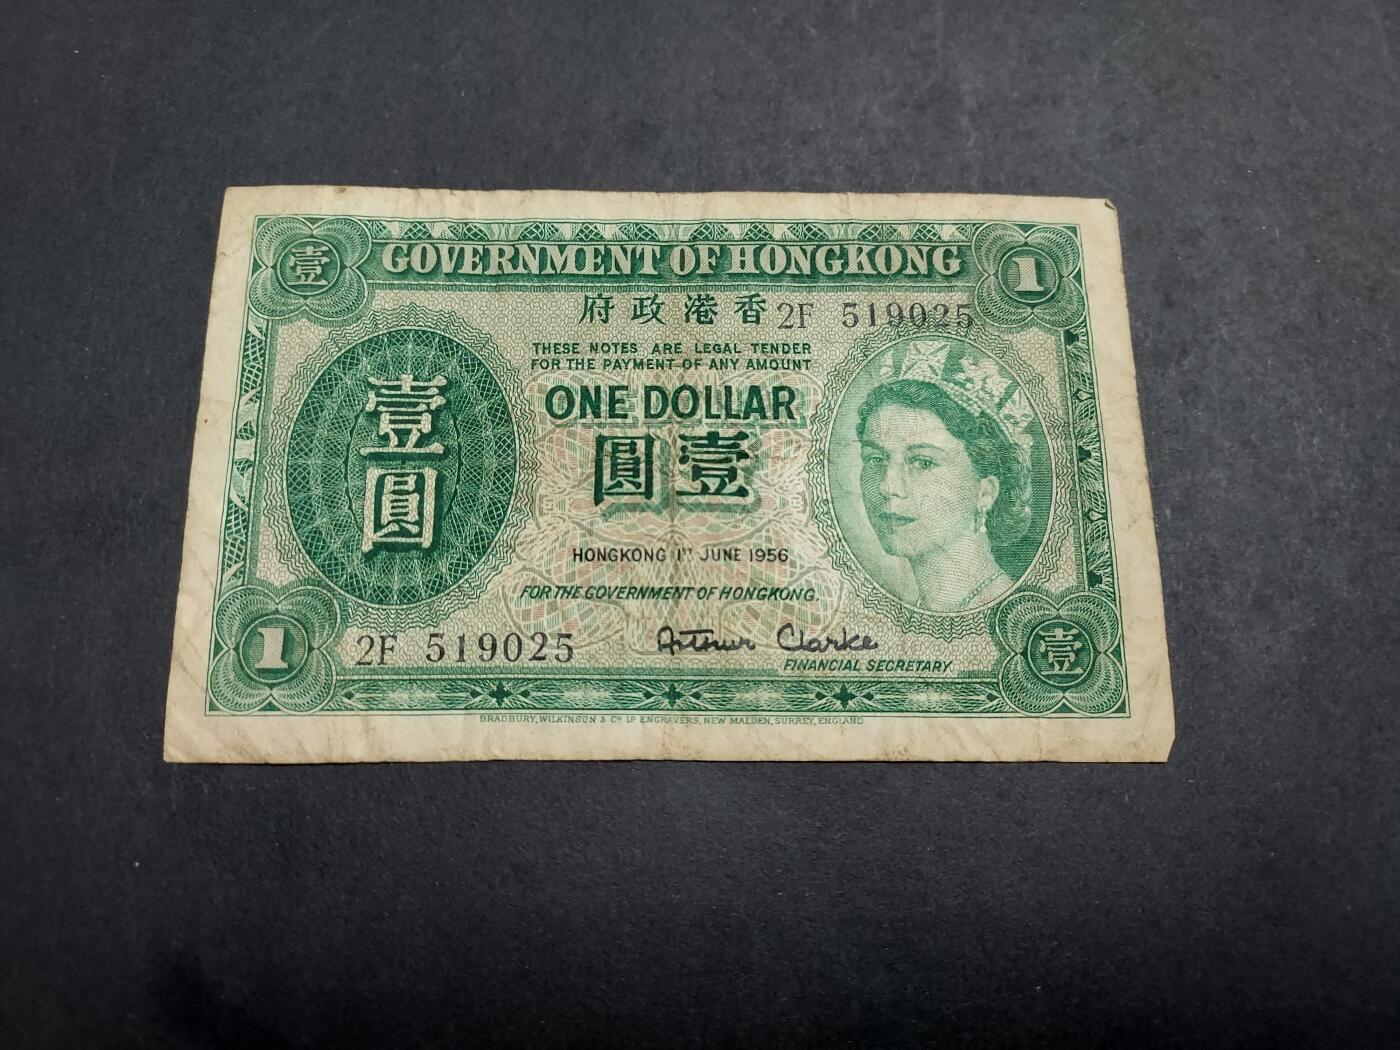 壹
GOVERNMENT OF HONGKONG
1
府政港香
2F 519025
THESE NOTES ARE LEGAL TENDER
FOR THE PAYMENT OF ANY AMOUNT
ONE DOLLAR
圓壹
壹圓
HONGKONG 1ST JUNE 1956
FOR THE GOVERNMENT OF HONGKONG.
1
2F 519025
Arthur Clarke
FINANCIAL SECRETARY.
壹
BRADBURY, WILKINSON & Co LD ENGRAVERS, NEW MALDEN, SURREY, ENGLAND